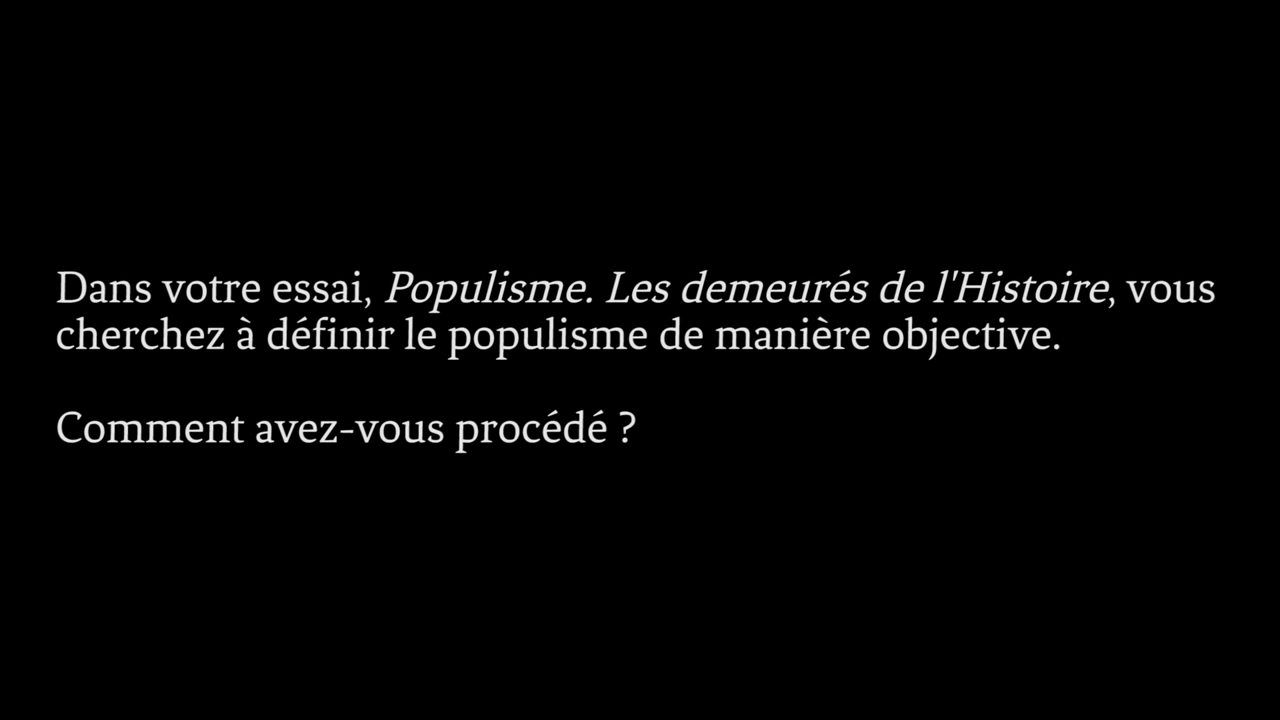 Dans votre essai, Populisme. Les demeurés de l'Histoire, vous
cherchez à définir le populisme de manière objective.
Comment avez-vous procédé ?